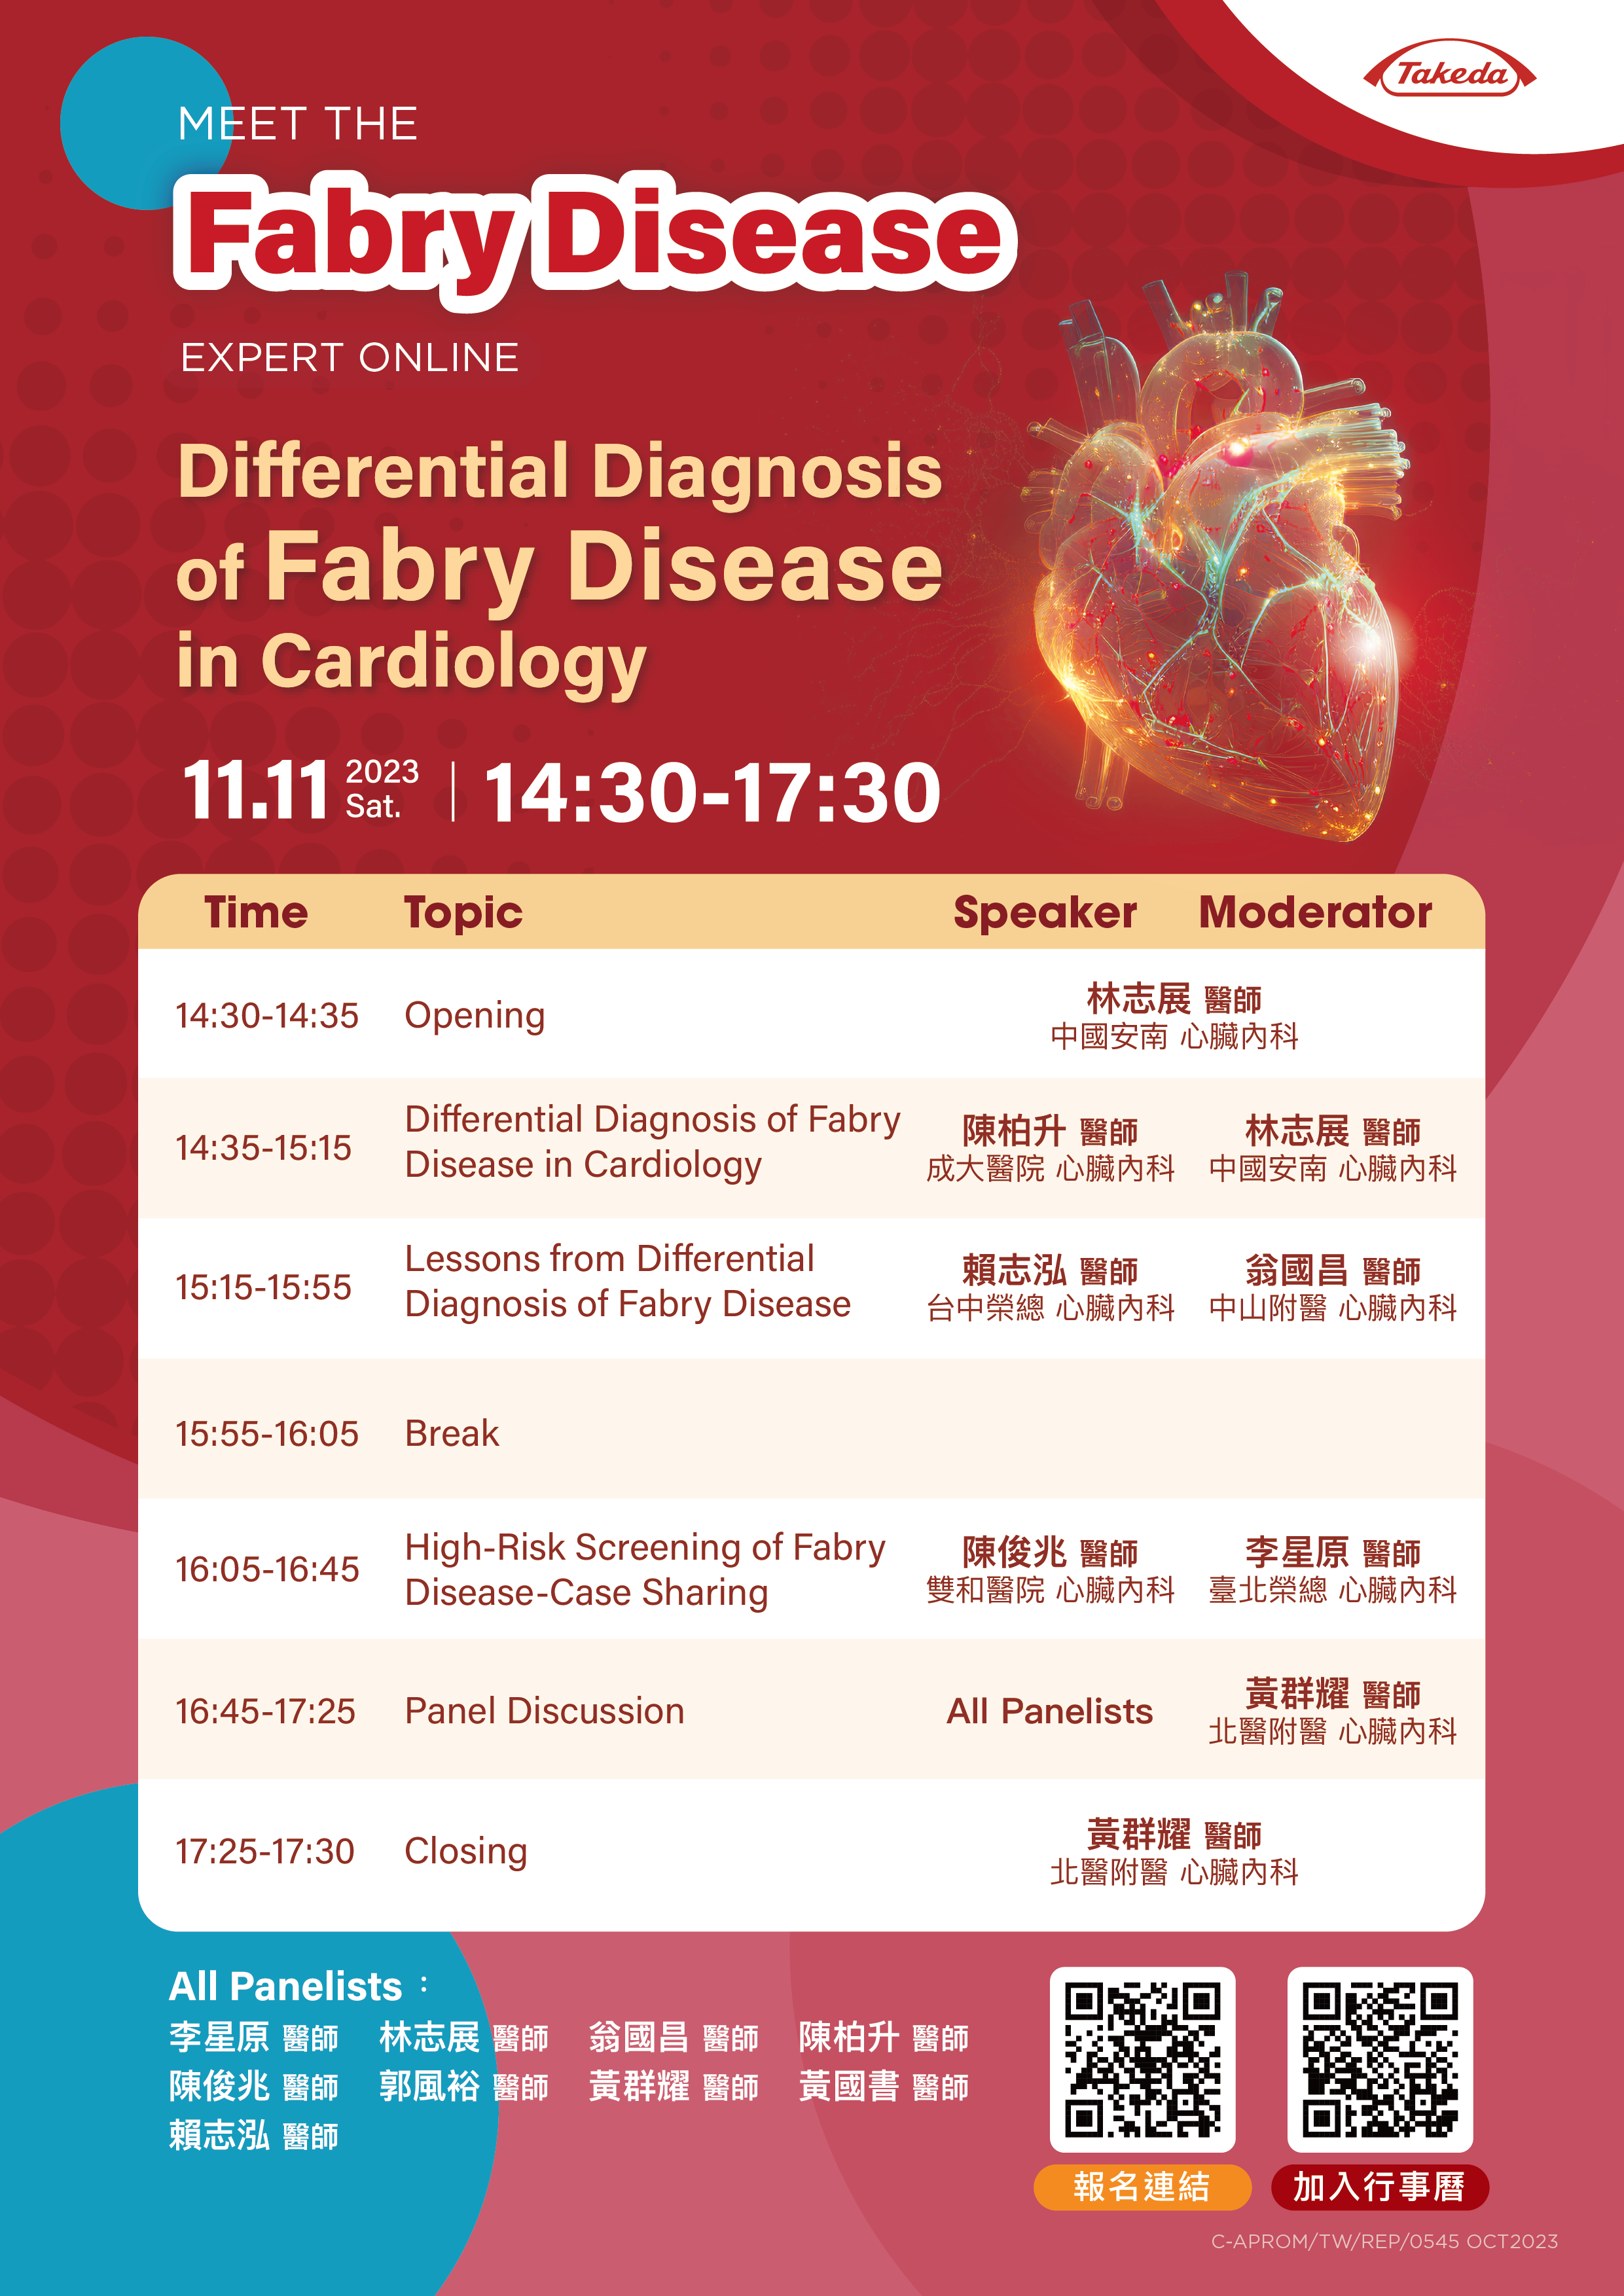 Takeda
MEET THE
Fabry Disease
EXPERT ONLINE
Differential Diagnosis
of Fabry Disease
in Cardiology
11.11 2023 Sat. 14:30-17:30
Time Topic Speaker Moderator
14:30-14:35 Opening 林志展 醫師
中國安南 心臟內科
14:35-15:15
Differential Diagnosis of Fabry
Disease in Cardiology
陳柏升 醫師
成大醫院 心臟內科
林志展 醫師
中國安南 心臟內科
15:15-15:55
Lessons from Differential
Diagnosis of Fabry Disease
賴志泓 醫師
台中榮總 心臟內科
翁國昌 醫師
中山附醫 心臟內科
15:55-16:05 Break
16:05-16:45
High-Risk Screening of Fabry
Disease-Case Sharing
陳俊兆 醫師
雙和醫院 心臟內科
李星原 醫師
臺北榮總 心臟內科
16:45-17:25 Panel Discussion All Panelists
黃群耀 醫師
北醫附醫 心臟內科
17:25-17:30 Closing
黃群耀 醫師
北醫附醫 心臟內科
All Panelists：
李星原 醫師 林志展 醫師 翁國昌 醫師 陳柏升 醫師
陳俊兆 醫師 郭風裕 醫師 黃群耀 醫師 黃國書 醫師
賴志泓 醫師
報名連結 加入行事曆
C-APROM/TW/REP/0545 OCT2023